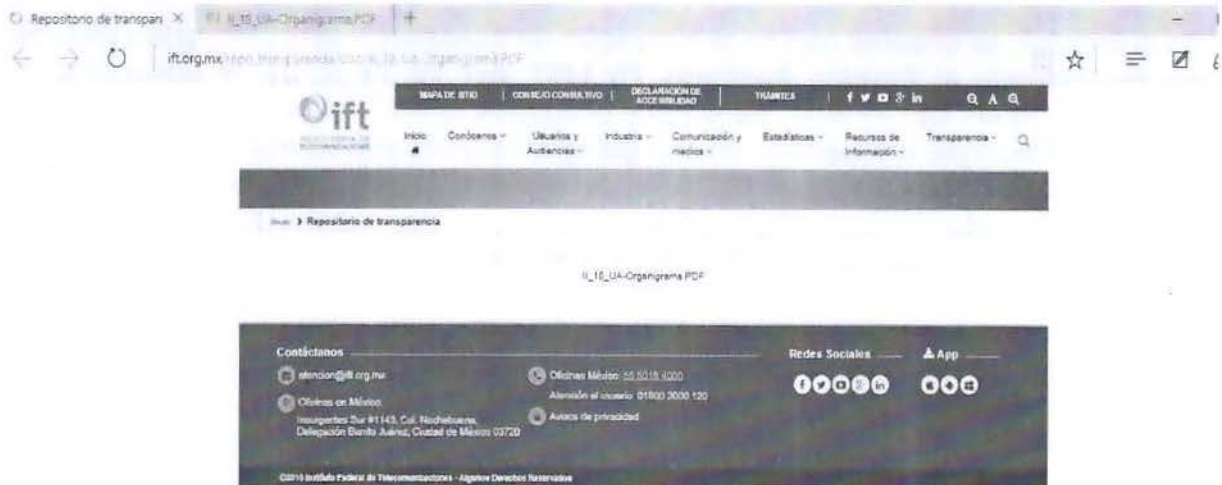 Repositorio de transpan × II_18_UA-Organigrama.PDF +
ift.org.mx
MAPA DE SITIO | CONSEJO CONSULTIVO | DECLARACIÓN DE ACCESIBILIDAD | TRÁMITES
ift
Inicio Conócenos Usuarios y Audiencias Industria Comunicación y medios Estadísticas Recursos de Información Transparencia
> Repositorio de transparencia
II_18_UA-Organigrama.PDF
Contáctanos Redes Sociales App
atencion@ift.org.mx
Oficinas México: 55 5015 4000
Atención al usuario: 01800 2000 120
Oficinas en México:
Insurgentes Sur #1143, Col. Nochebuena,
Delegación Benito Juárez, Ciudad de México 03720
Avisos de privacidad
Instituto Federal de Telecomunicaciones - Algunos Derechos Reservados